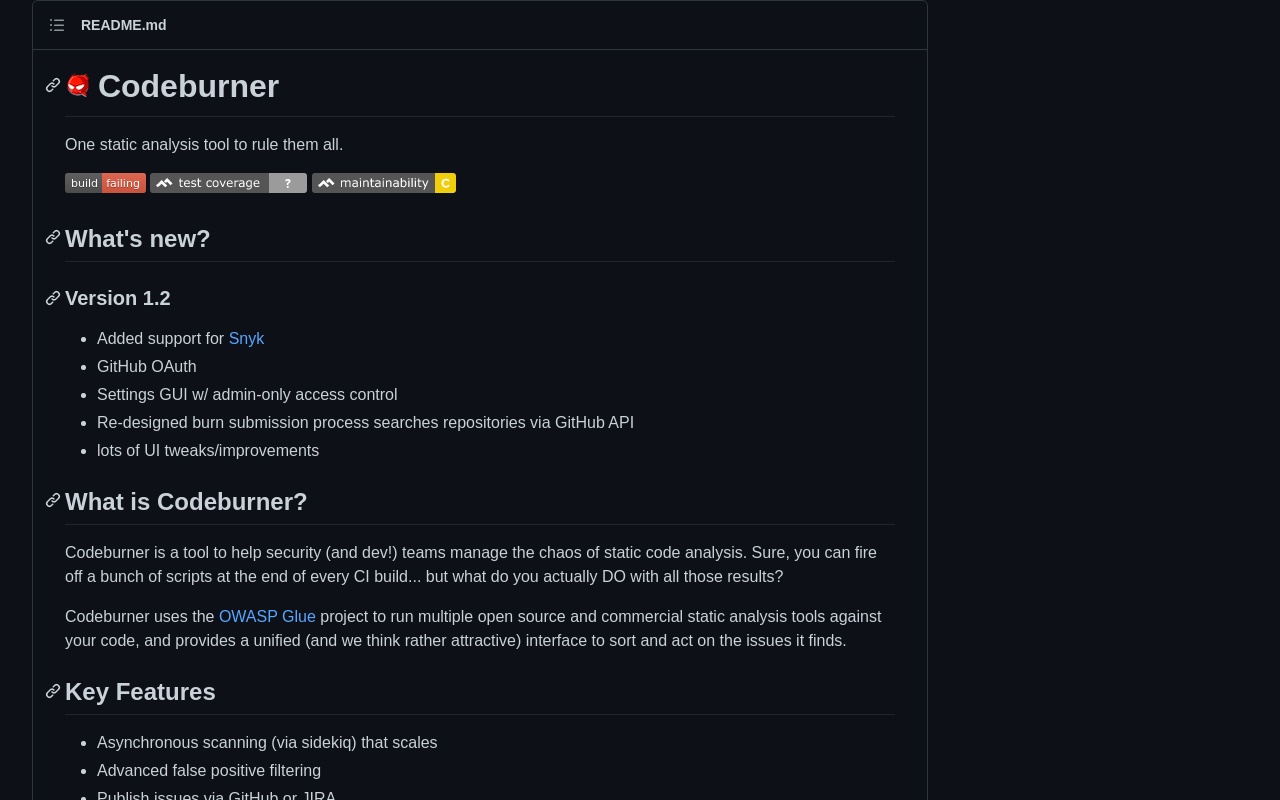 README.md
Codeburner
One static analysis tool to rule them all.
build failing test coverage ? maintainability C
What's new?
Version 1.2
Added support for Snyk
GitHub OAuth
Settings GUI w/ admin-only access control
Re-designed burn submission process searches repositories via GitHub API
lots of UI tweaks/improvements
What is Codeburner?
Codeburner is a tool to help security (and dev!) teams manage the chaos of static code analysis. Sure, you can fire
off a bunch of scripts at the end of every CI build... but what do you actually DO with all those results?
Codeburner uses the OWASP Glue project to run multiple open source and commercial static analysis tools against
your code, and provides a unified (and we think rather attractive) interface to sort and act on the issues it finds.
Key Features
Asynchronous scanning (via sidekiq) that scales
Advanced false positive filtering
Publish issues via GitHub or JIRA